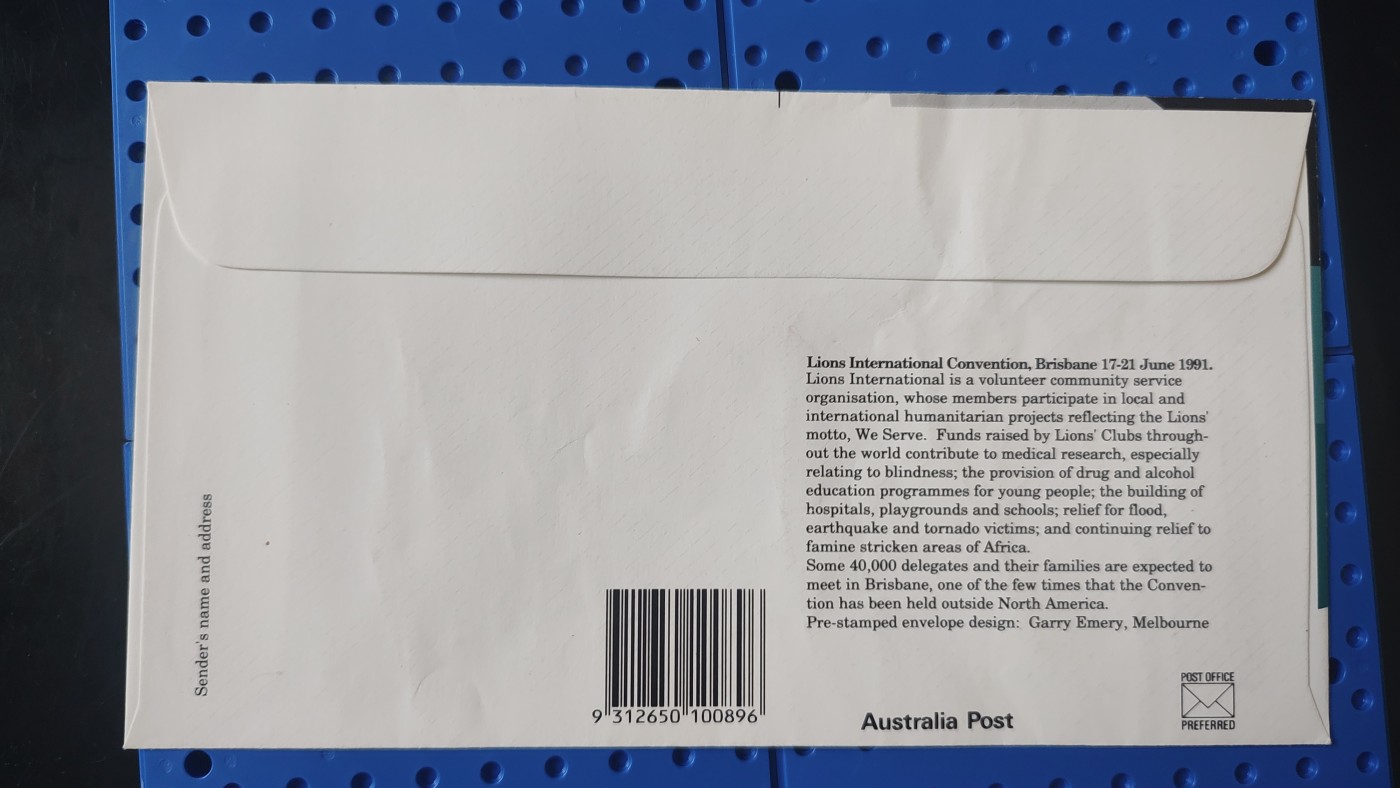 Lions International Convention, Brisbane 17-21 June 1991.
Lions International is a volunteer community service
organisation, whose members participate in local and
international humanitarian projects reflecting the Lions'
motto, We Serve. Funds raised by Lions' Clubs through-
out the world contribute to medical research, especially
relating to blindness; the provision of drug and alcohol
education programmes for young people; the building of
hospitals, playgrounds and schools; relief for flood,
earthquake and tornado victims; and continuing relief to
famine stricken areas of Africa.
Some 40,000 delegates and their families are expected to
meet in Brisbane, one of the few times that the Conven-
tion has been held outside North America.
Pre-stamped envelope design: Garry Emery, Melbourne
Sender's name and address
9 312650 100896
Australia Post
POST OFFICE
PREFERRED